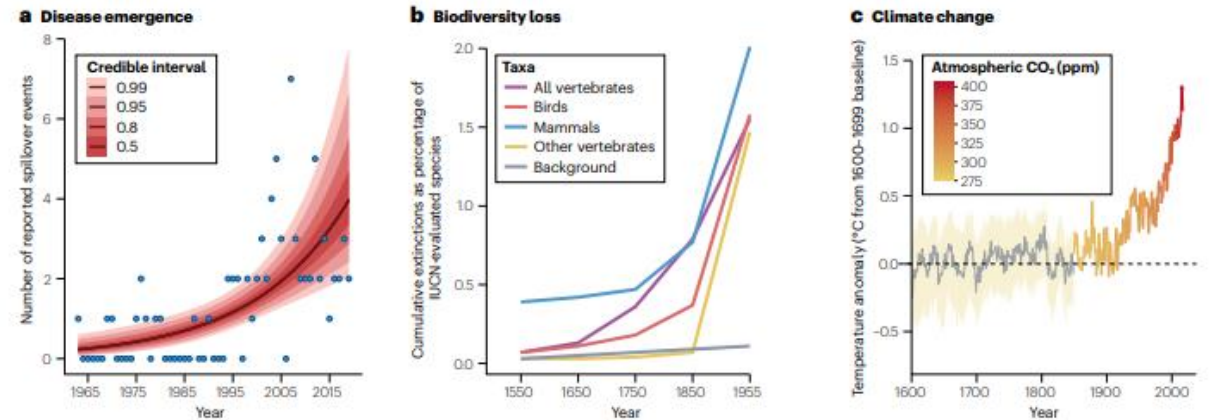 a Disease emergence
8
6
4
2
0
Number of reported spillover events
Credible interval
0.99
0.95
0.8
0.5
1965 1975 1985 1995 2005 2015
Year
b Biodiversity loss
2.0
1.5
1.0
0.5
0.0
Cumulative extinctions as percentage of
IUCN-evaluated species
Taxa
All vertebrates
Birds
Mammals
Other vertebrates
Background
1550 1650 1750 1850 1955
Year
c Climate change
1.5
1.0
0.5
0.0
–0.5
Temperature anomaly (°C from 1600–1699 baseline)
Atmospheric CO₂ (ppm)
400
375
350
325
300
275
1600 1700 1800 1900 2000
Year